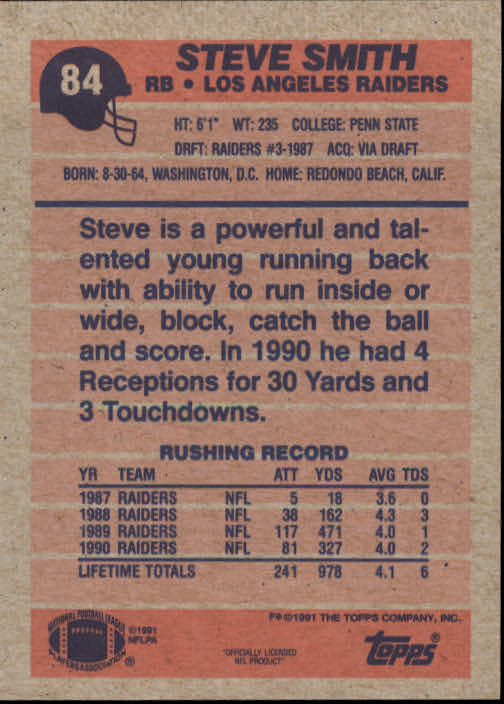 84
STEVE SMITH
RB • LOS ANGELES RAIDERS
HT: 6'1" WT: 235 COLLEGE: PENN STATE
DRFT: RAIDERS #3-1987 ACQ: VIA DRAFT
BORN: 8-30-64, WASHINGTON, D.C. HOME: REDONDO BEACH, CALIF.
Steve is a powerful and tal-
ented young running back
with ability to run inside or
wide, block, catch the ball
and score. In 1990 he had 4
Receptions for 30 Yards and
3 Touchdowns.
RUSHING RECORD
YR TEAM ATT YDS AVG TDS
1987 RAIDERS NFL 5 18 3.6 0
1988 RAIDERS NFL 38 162 4.3 3
1989 RAIDERS NFL 117 471 4.0 1
1990 RAIDERS NFL 81 327 4.0 2
LIFETIME TOTALS 241 978 4.1 6
F*©1991 THE TOPPS COMPANY, INC.
NATIONAL FOOTBALL LEAGUE
PLAYERS ASSOCIATION ®
©1991
NFLPA
"OFFICIALLY LICENSED
NFL PRODUCT"
TOPPS®